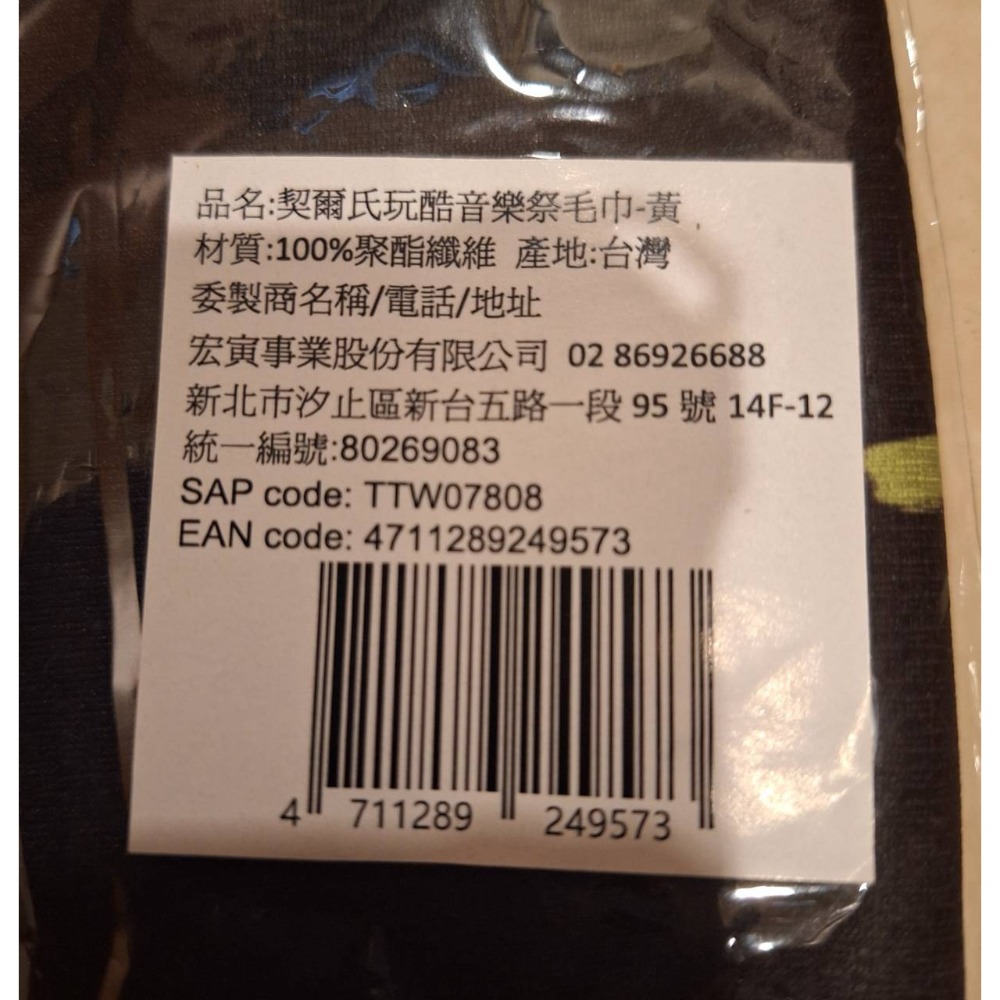 品名:契爾氏玩酷音樂祭毛巾-黃
材質:100%聚酯纖維 產地:台灣
委製商名稱/電話/地址
宏寅事業股份有限公司 02 86926688
新北市汐止區新台五路一段 95 號 14F-12
統一編號:80269083
SAP code: TTW07808
EAN code: 4711289249573
4 711289 249573